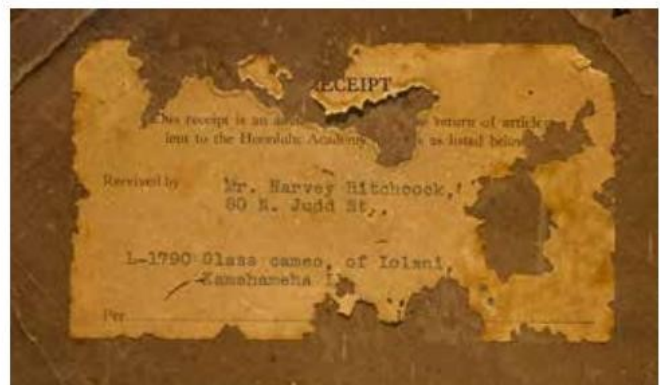 RECEIPT
This receipt is an return of articles
lent to the Honolulu Academy as listed below
Received by Mr. Harvey Hitchcock,
80 N. Judd St.,
L-1790 Glass cameo, of Iolani,
Kamehameha
Per